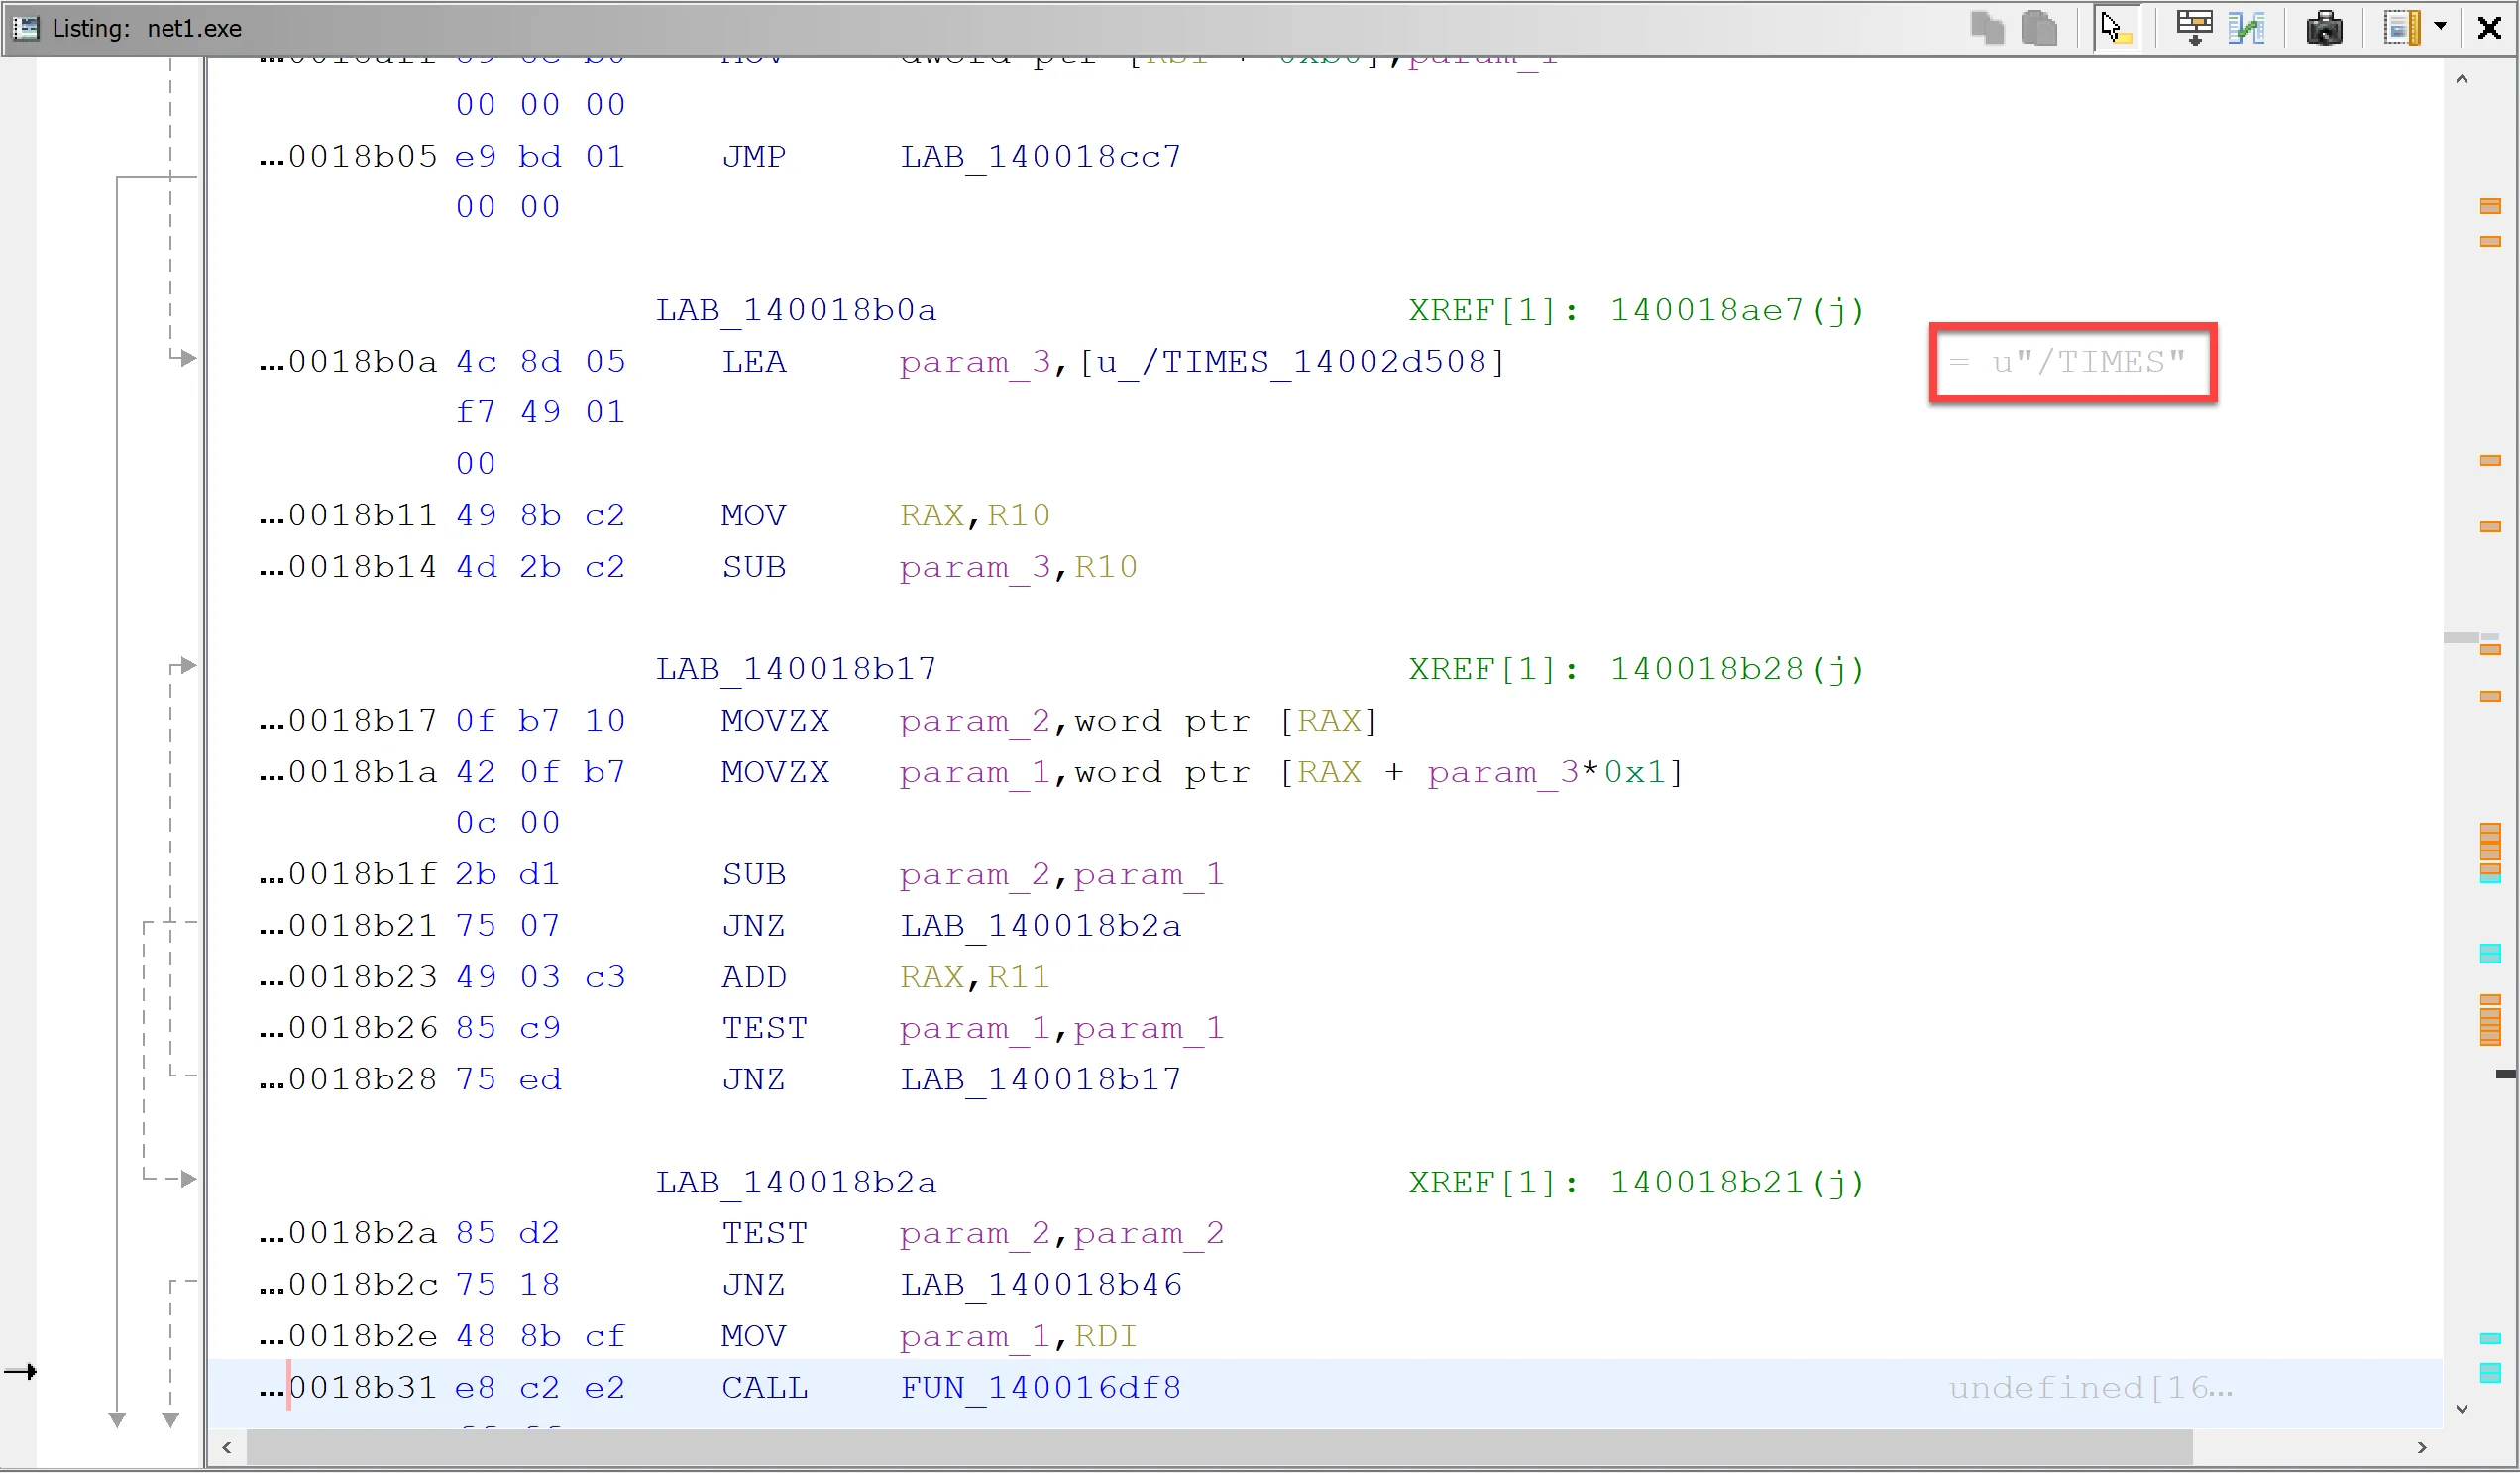 Listing: net1.exe
00 00 00
...0018b05 e9 bd 01 JMP LAB_140018cc7
00 00
LAB_140018b0a XREF[1]: 140018ae7(j)
...0018b0a 4c 8d 05 LEA param_3,[u_/TIMES_14002d508] = u"/TIMES"
f7 49 01
00
...0018b11 49 8b c2 MOV RAX,R10
...0018b14 4d 2b c2 SUB param_3,R10
LAB_140018b17 XREF[1]: 140018b28(j)
...0018b17 0f b7 10 MOVZX param_2,word ptr [RAX]
...0018b1a 42 0f b7 MOVZX param_1,word ptr [RAX + param_3*0x1]
0c 00
...0018b1f 2b d1 SUB param_2,param_1
...0018b21 75 07 JNZ LAB_140018b2a
...0018b23 49 03 c3 ADD RAX,R11
...0018b26 85 c9 TEST param_1,param_1
...0018b28 75 ed JNZ LAB_140018b17
LAB_140018b2a XREF[1]: 140018b21(j)
...0018b2a 85 d2 TEST param_2,param_2
...0018b2c 75 18 JNZ LAB_140018b46
...0018b2e 48 8b cf MOV param_1,RDI
...0018b31 e8 c2 e2 CALL FUN_140016df8 undefined[16...